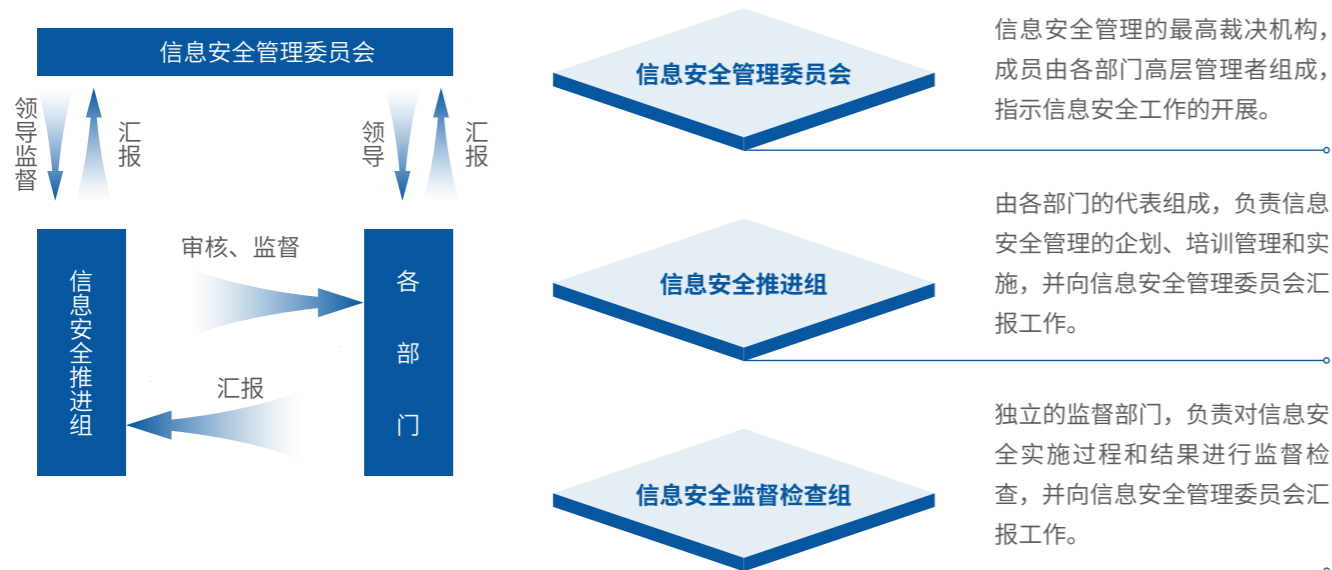 信息安全管理委员会
领导监督
汇报
领导
汇报
审核、监督
信息安全推进组
各部门
汇报
信息安全管理委员会
信息安全管理的最高裁决机构，
成员由各部门高层管理者组成，
指示信息安全工作的开展。
信息安全推进组
由各部门的代表组成，负责信息
安全管理的企划、培训管理和实
施，并向信息安全管理委员会汇
报工作。
信息安全监督检查组
独立的监督部门，负责对信息安
全实施过程和结果进行监督检
查，并向信息安全管理委员会汇
报工作。